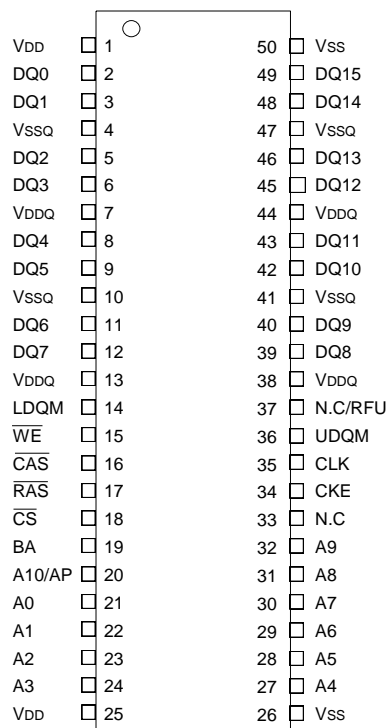 VDD 1 50 VSS
DQ0 2 49 DQ15
DQ1 3 48 DQ14
VSSQ 4 47 VSSQ
DQ2 5 46 DQ13
DQ3 6 45 DQ12
VDDQ 7 44 VDDQ
DQ4 8 43 DQ11
DQ5 9 42 DQ10
VSSQ 10 41 VSSQ
DQ6 11 40 DQ9
DQ7 12 39 DQ8
VDDQ 13 38 VDDQ
LDQM 14 37 N.C/RFU
W̅E̅ 15 36 UDQM
C̅A̅S̅ 16 35 CLK
R̅A̅S̅ 17 34 CKE
C̅S̅ 18 33 N.C
BA 19 32 A9
A10/AP 20 31 A8
A0 21 30 A7
A1 22 29 A6
A2 23 28 A5
A3 24 27 A4
VDD 25 26 VSS